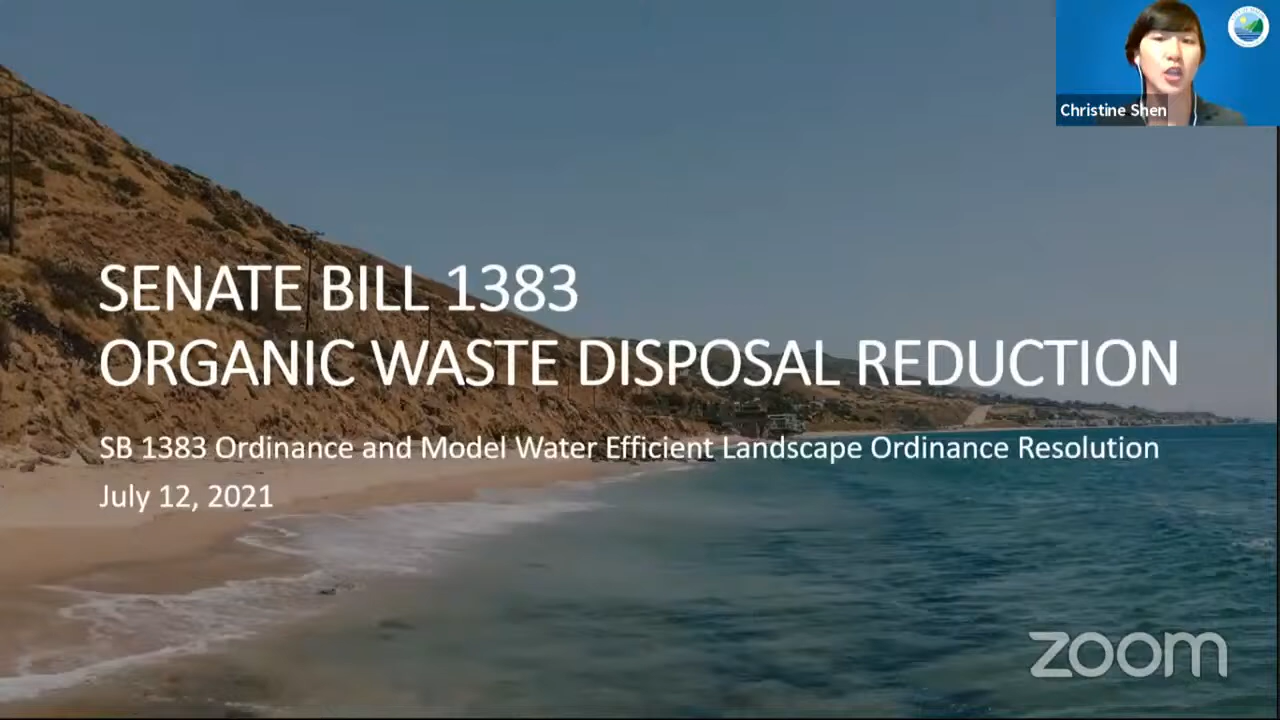 Christine Shen
SENATE BILL 1383
ORGANIC WASTE DISPOSAL REDUCTION
SB 1383 Ordinance and Model Water Efficient Landscape Ordinance Resolution
July 12, 2021
zoom